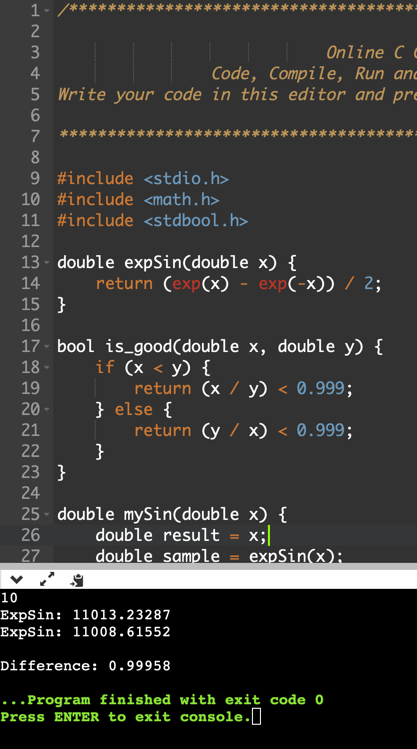 1 /****************************************
2
3 Online C
4 Code, Compile, Run and
5 Write your code in this editor and pre
6
7 *****************************************
8
9 #include <stdio.h>
10 #include <math.h>
11 #include <stdbool.h>
12
13 double expSin(double x) {
14 return (exp(x) - exp(-x)) / 2;
15 }
16
17 bool is_good(double x, double y) {
18 if (x < y) {
19 return (x / y) < 0.999;
20 } else {
21 return (y / x) < 0.999;
22 }
23 }
24
25 double mySin(double x) {
26 double result = x;
27 double sample = expSin(x);
10
ExpSin: 11013.23287
ExpSin: 11008.61552

Difference: 0.99958

...Program finished with exit code 0
Press ENTER to exit console.